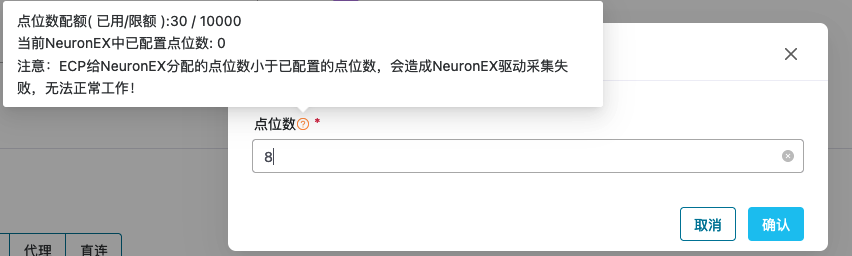 点位数配额( 已用/限额 ):30 / 10000
当前NeuronEX中已配置点位数: 0
注意：ECP给NeuronEX分配的点位数小于已配置的点位数，会造成NeuronEX驱动采集失
败，无法正常工作！
点位数 *
8
取消 确认
代理 直连